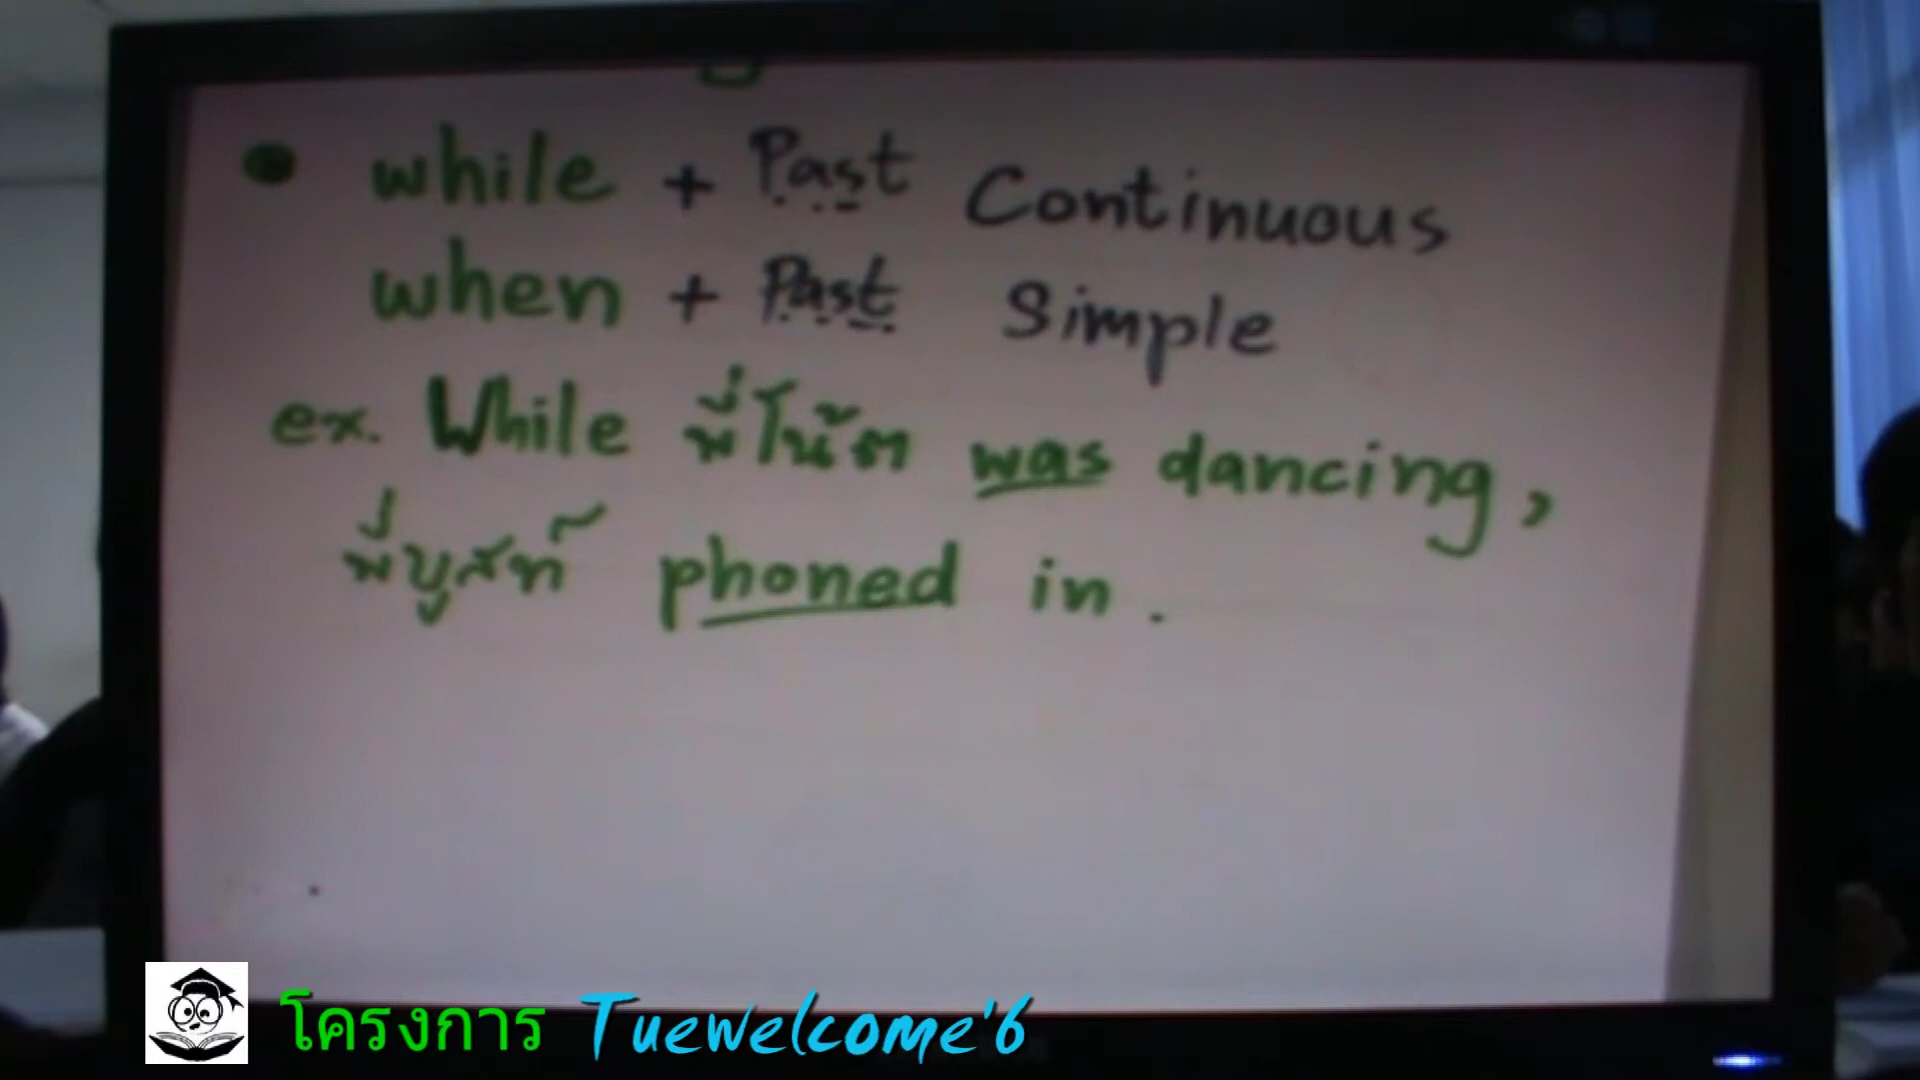 • while + Past Continuous
when + Past Simple
ex. While พี่โน้ต was dancing,
พี่บูสท์ phoned in.
โครงการ Tuewelcome'6